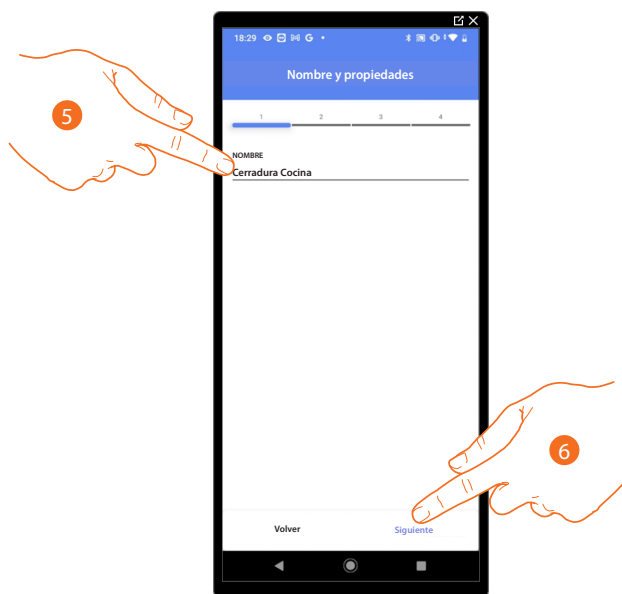 18:29
Nombre y propiedades
1 2 3 4
NOMBRE
Cerradura Cocina
5
6
Volver Siguiente